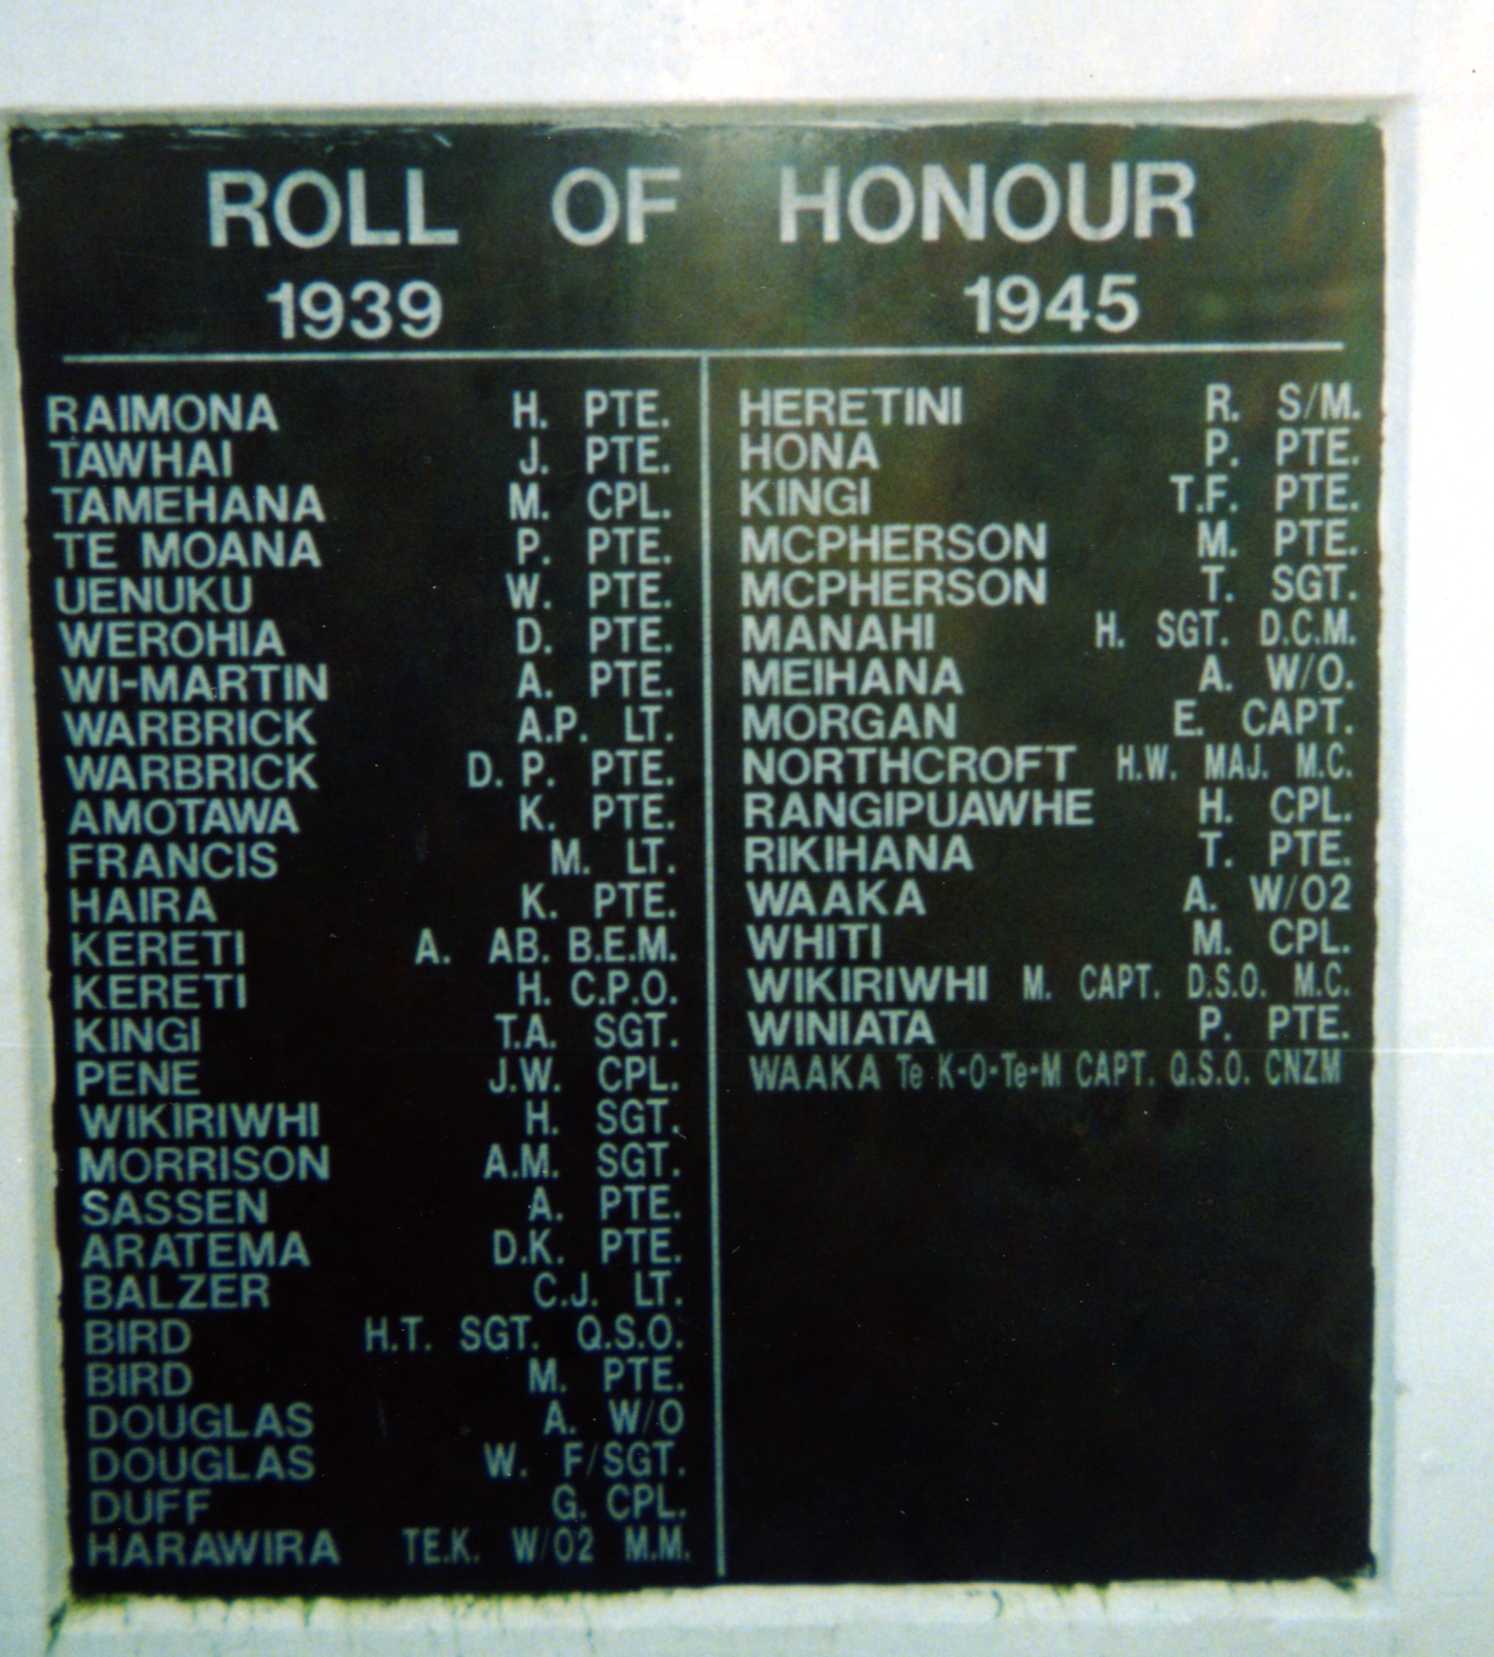 ROLL OF HONOUR
1939 1945
RAIMONA H. PTE.
TAWHAI J. PTE.
TAMEHANA M. CPL.
TE MOANA P. PTE.
UENUKU W. PTE.
WEROHIA D. PTE.
WI-MARTIN A. PTE.
WARBRICK A.P. LT.
WARBRICK D. P. PTE.
AMOTAWA K. PTE.
FRANCIS M. LT.
HAIRA K. PTE.
KERETI A. AB. B.E.M.
KERETI H. C.P.O.
KINGI T.A. SGT.
PENE J.W. CPL.
WIKIRIWHI H. SGT.
MORRISON A.M. SGT.
SASSEN A. PTE.
ARATEMA D.K. PTE.
BALZER C.J. LT.
BIRD H.T. SGT. Q.S.O.
BIRD M. PTE.
DOUGLAS A. W/O
DOUGLAS W. F/SGT.
DUFF G. CPL.
HARAWIRA TE.K. W/O2 M.M.
HERETINI R. S/M.
HONA P. PTE.
KINGI T.F. PTE.
MCPHERSON M. PTE.
MCPHERSON T. SGT.
MANAHI H. SGT. D.C.M.
MEIHANA A. W/O.
MORGAN E. CAPT.
NORTHCROFT H.W. MAJ. M.C.
RANGIPUAWHE H. CPL.
RIKIHANA T. PTE.
WAAKA A. W/O2
WHITI M. CPL.
WIKIRIWHI M. CAPT. D.S.O. M.C.
WINIATA P. PTE.
WAAKA Te K-O-Te-M CAPT. Q.S.O. CNZM